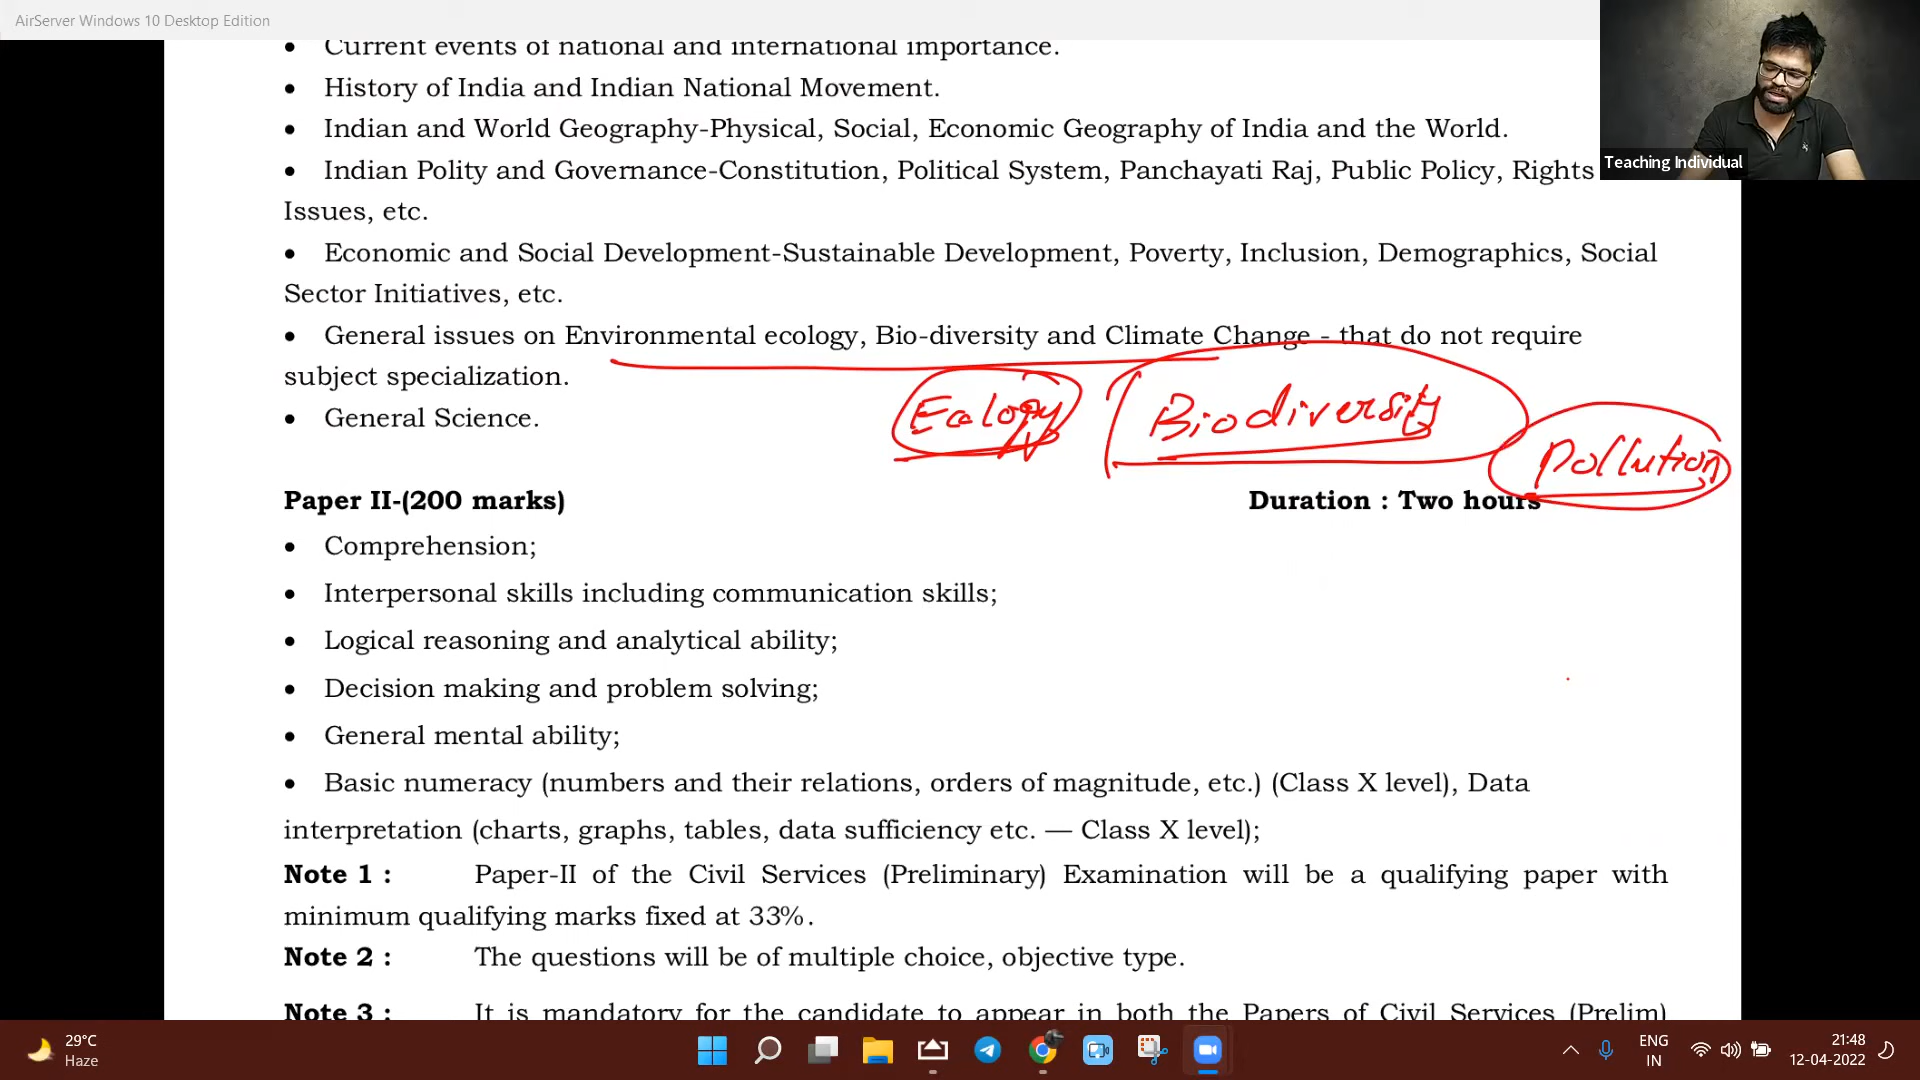 AirServer Windows 10 Desktop Edition
• Current events of national and international importance.
• History of India and Indian National Movement.
• Indian and World Geography-Physical, Social, Economic Geography of India and the World.
• Indian Polity and Governance-Constitution, Political System, Panchayati Raj, Public Policy, Rights
Issues, etc.
Teaching Individual
• Economic and Social Development-Sustainable Development, Poverty, Inclusion, Demographics, Social
Sector Initiatives, etc.
• General issues on Environmental ecology, Bio-diversity and Climate Change - that do not require
subject specialization.
• General Science.
Ecology
Biodiversity
Pollution
Paper II-(200 marks) Duration : Two hours
• Comprehension;
• Interpersonal skills including communication skills;
• Logical reasoning and analytical ability;
• Decision making and problem solving;
• General mental ability;
• Basic numeracy (numbers and their relations, orders of magnitude, etc.) (Class X level), Data
interpretation (charts, graphs, tables, data sufficiency etc. — Class X level);
Note 1 : Paper-II of the Civil Services (Preliminary) Examination will be a qualifying paper with
minimum qualifying marks fixed at 33%.
Note 2 : The questions will be of multiple choice, objective type.
Note 3 : It is mandatory for the candidate to appear in both the Papers of Civil Services (Prelim)
29°C
Haze
ENG
IN
21:48
12-04-2022